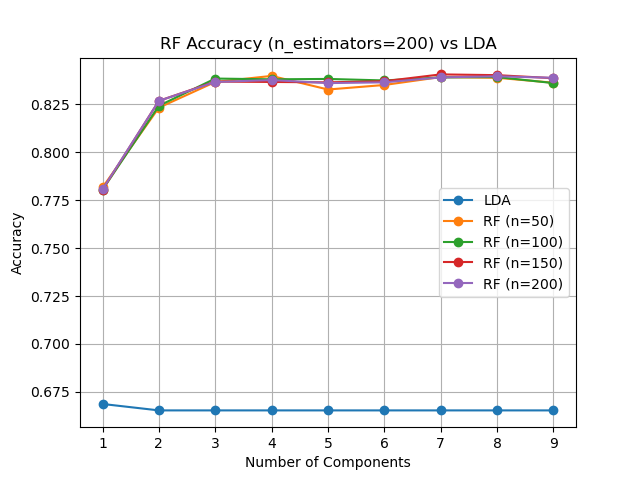 RF Accuracy (n_estimators=200) vs LDA
0.825
0.800
0.775
0.750
0.725
0.700
0.675
Accuracy
LDA
RF (n=50)
RF (n=100)
RF (n=150)
RF (n=200)
1 2 3 4 5 6 7 8 9
Number of Components